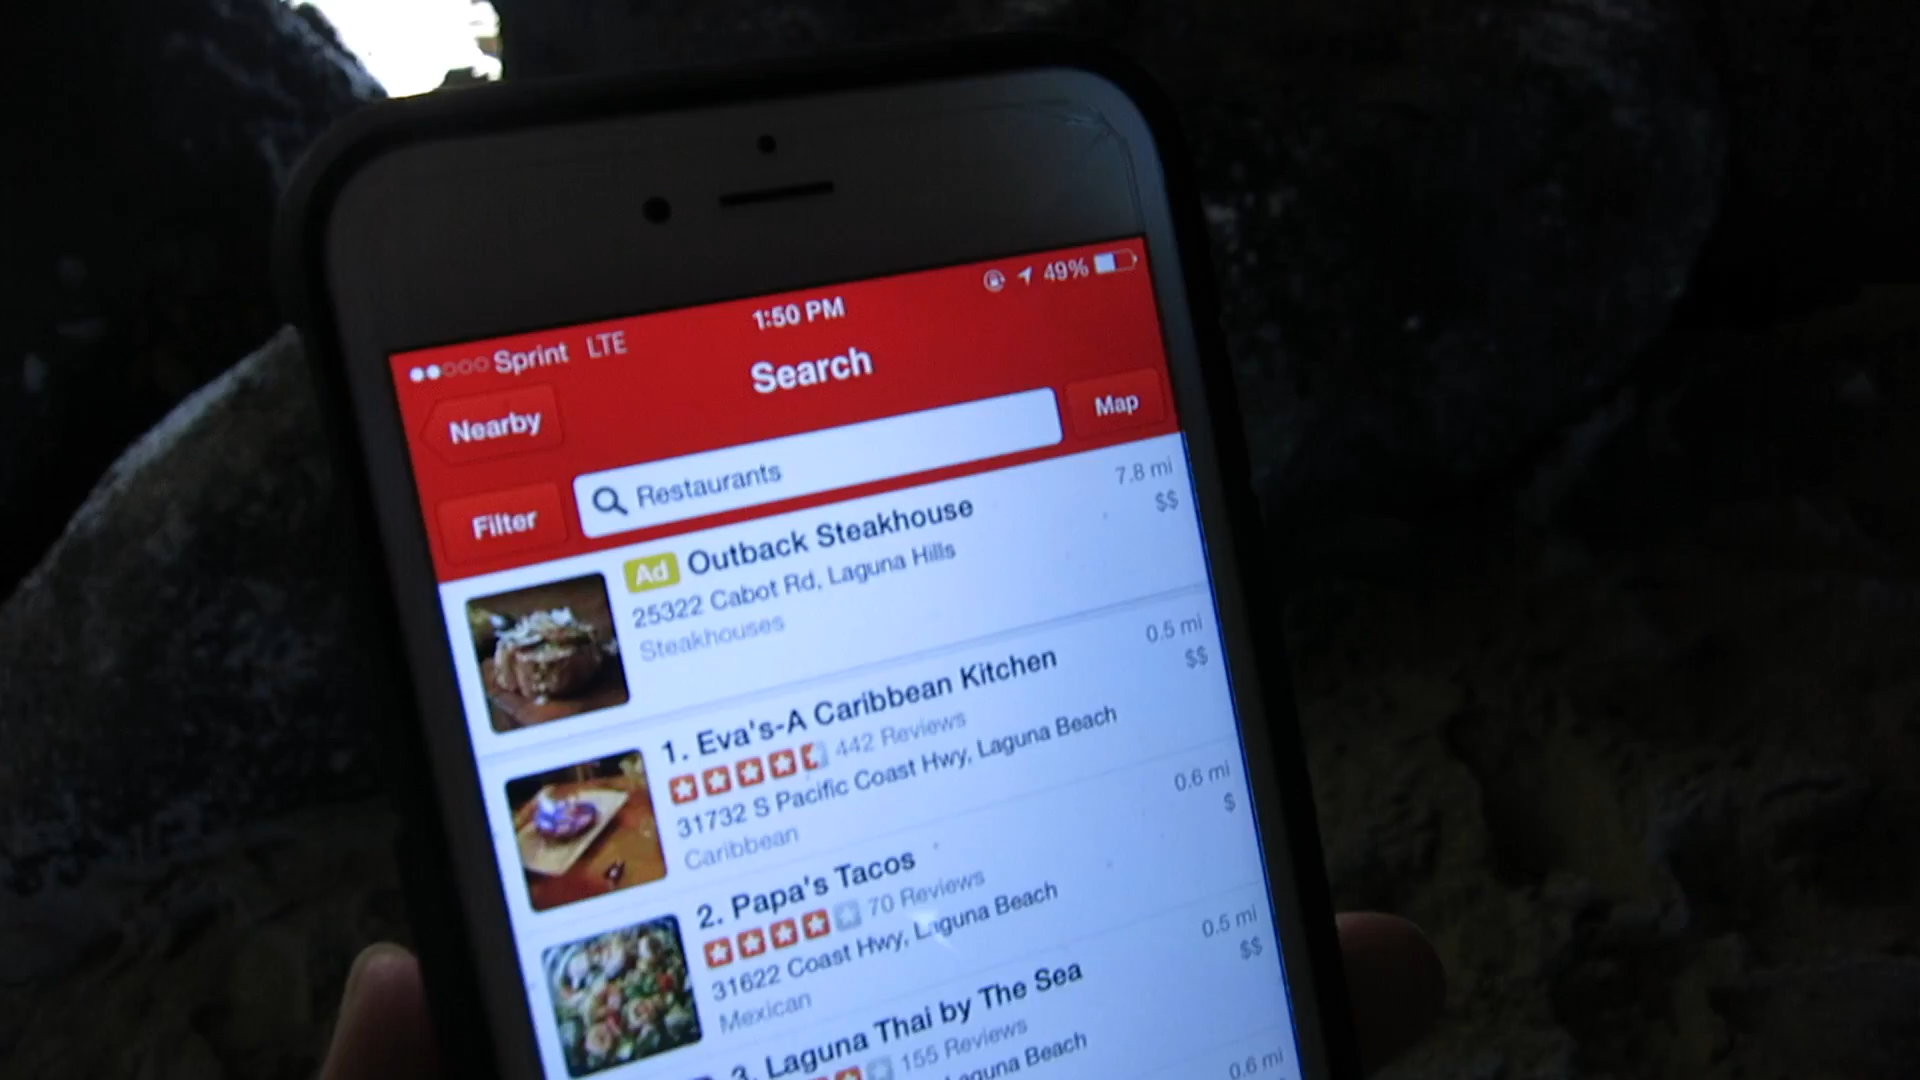 Sprint LTE 1:50 PM 49%
Nearby Search Map
Filter Restaurants
Ad Outback Steakhouse 7.8 mi
25322 Cabot Rd, Laguna Hills $$
Steakhouses
1. Eva's-A Caribbean Kitchen 0.5 mi
442 Reviews $$
31732 S Pacific Coast Hwy, Laguna Beach
Caribbean
2. Papa's Tacos 0.6 mi
70 Reviews $
31622 Coast Hwy, Laguna Beach
Mexican
3. Laguna Thai by The Sea 0.5 mi
155 Reviews $$
Laguna Beach
0.6 mi